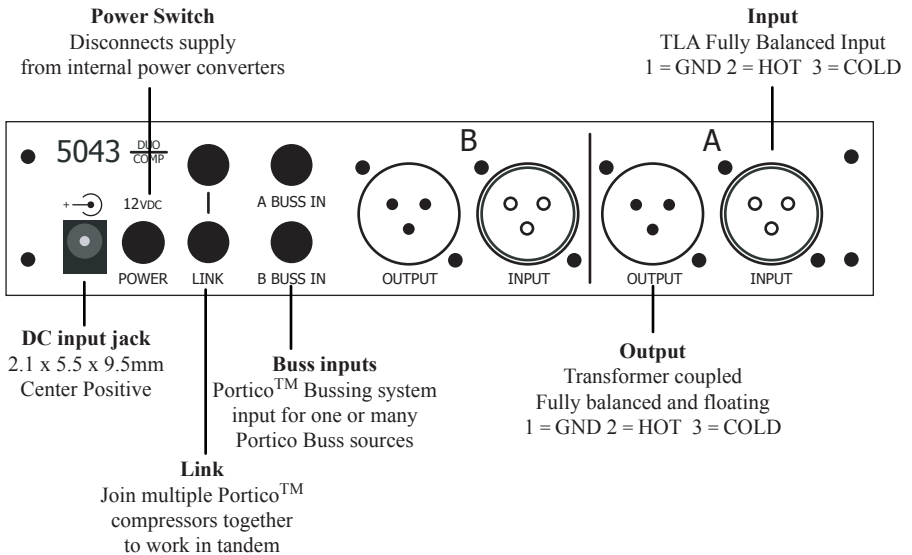 Power Switch
Disconnects supply
from internal power converters
Input
TLA Fully Balanced Input
1 = GND 2 = HOT 3 = COLD
5043 DUO COMP
B
A
+
12VDC
A BUSS IN
POWER
LINK
B BUSS IN
OUTPUT
INPUT
OUTPUT
INPUT
DC input jack
2.1 x 5.5 x 9.5mm
Center Positive
Buss inputs
Portico™ Bussing system
input for one or many
Portico Buss sources
Output
Transformer coupled
Fully balanced and floating
1 = GND 2 = HOT 3 = COLD
Link
Join multiple Portico™
compressors together
to work in tandem